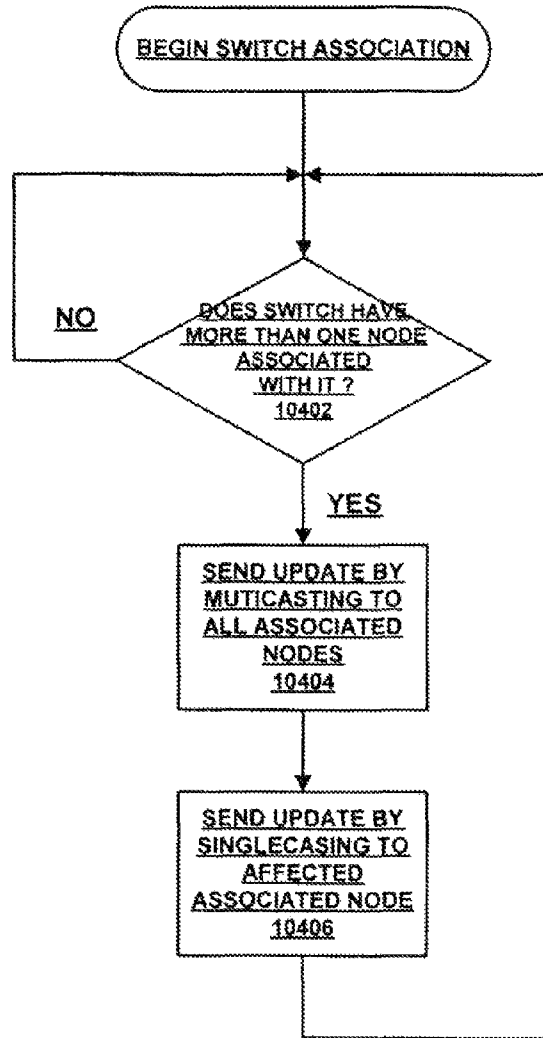 BEGIN SWITCH ASSOCIATION
NO
DOES SWITCH HAVE
MORE THAN ONE NODE
ASSOCIATED
WITH IT ?
10402
YES
SEND UPDATE BY
MUTICASTING TO
ALL ASSOCIATED
NODES
10404
SEND UPDATE BY
SINGLECASING TO
AFFECTED
ASSOCIATED NODE
10406